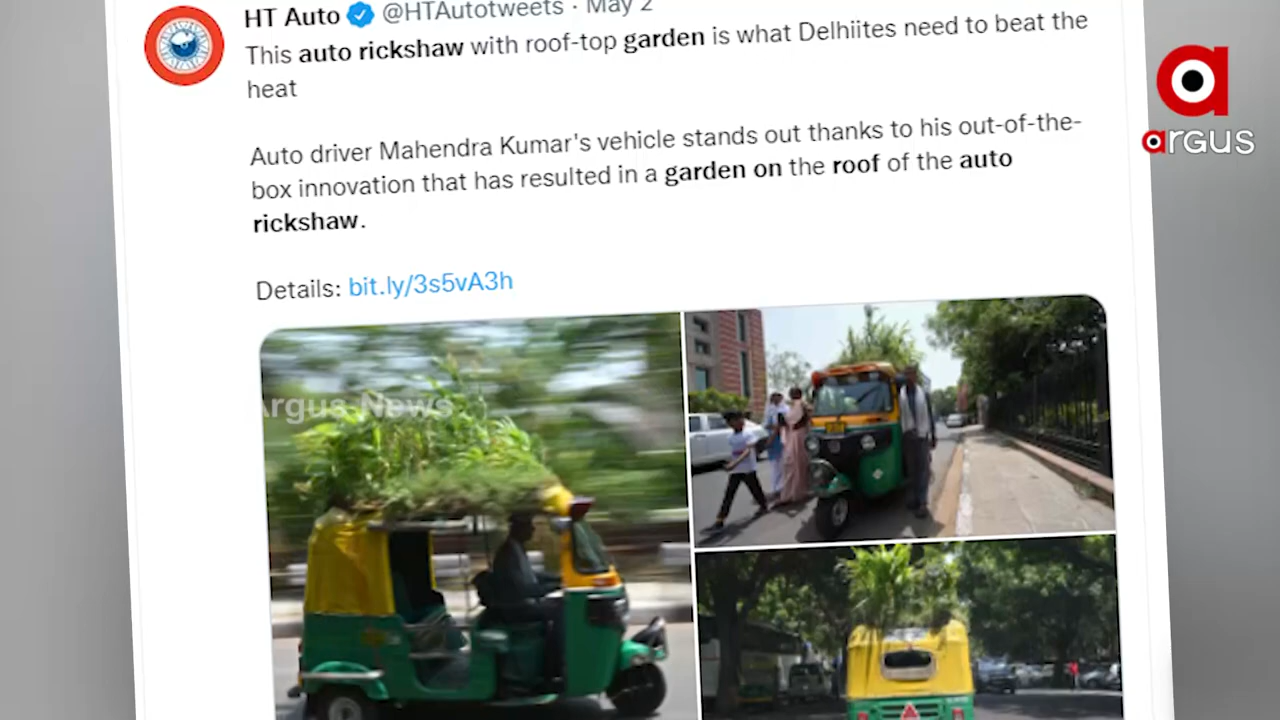 HT Auto @HTAutotweets · May 2
This auto rickshaw with roof-top garden is what Delhiites need to beat the
heat
Auto driver Mahendra Kumar's vehicle stands out thanks to his out-of-the-
box innovation that has resulted in a garden on the roof of the auto
rickshaw.
Details: bit.ly/3s5vA3h
argus
Argus News